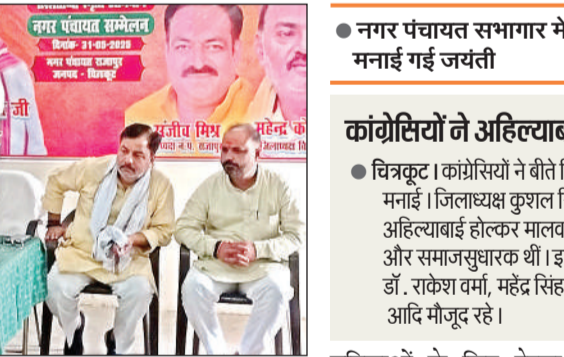 नगर पंचायत सम्मेलन
दिनांक- 31-05-2025
नगर पंचायत राजापुर
जनपद - चित्रकूट
जी
संजीव मिश्र
महेन्द्र को
● नगर पंचायत सभागार मे
मनाई गई जयंती
कांग्रेसियों ने अहिल्याब
● चित्रकूट। कांग्रेसियों ने बीते
मनाई। जिलाध्यक्ष कुशल
अहिल्याबाई होल्कर मालव
और समाजसुधारक थीं। इ
डॉ. राकेश वर्मा, महेंद्र सिंह
आदि मौजूद रहे।